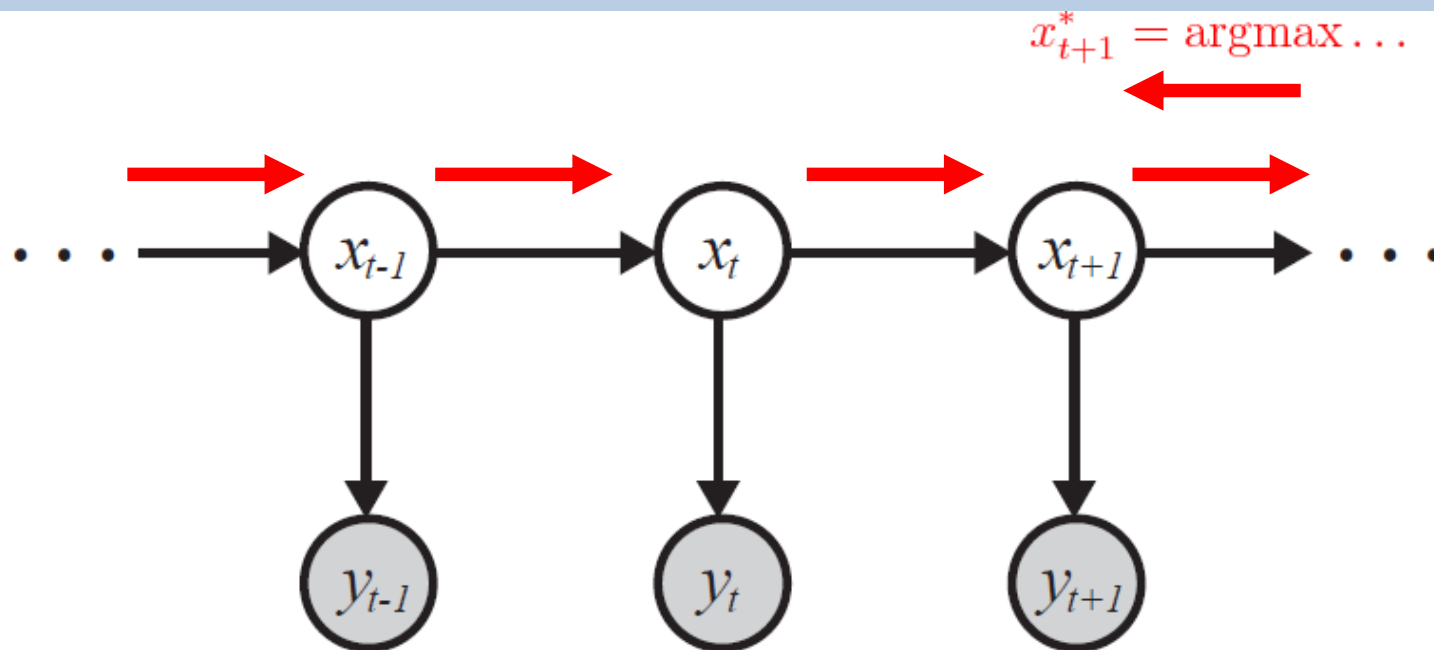 x*_{t+1} = argmax . . .
. . . x_{t-1} x_t x_{t+1} . . .
y_{t-1} y_t y_{t+1}